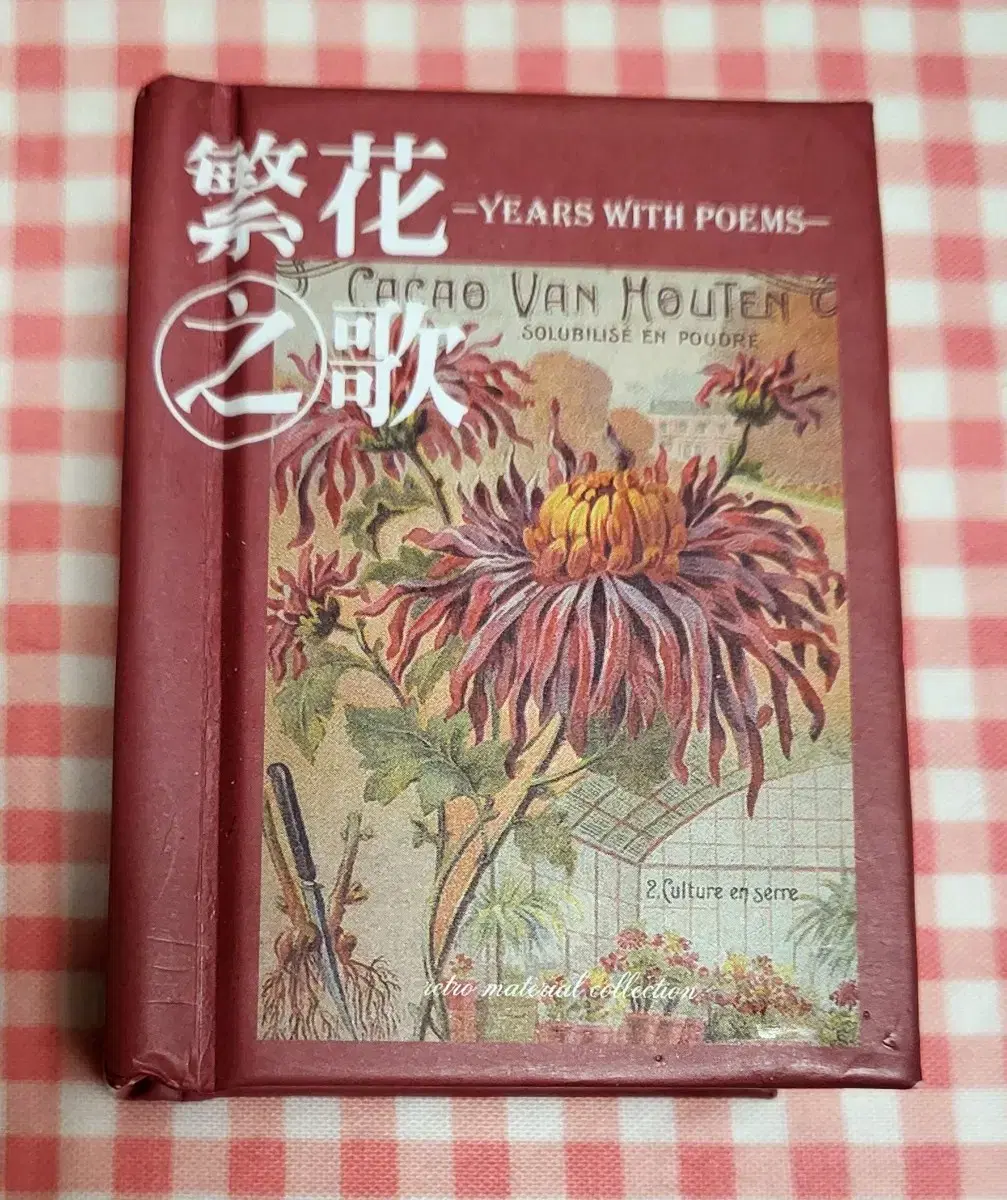 繁花
—YEARS WITH POEMS—
之歌
CACAO VAN HOUTEN
SOLUBILISÉ EN POUDRE
2. Culture en serre
retro material collection